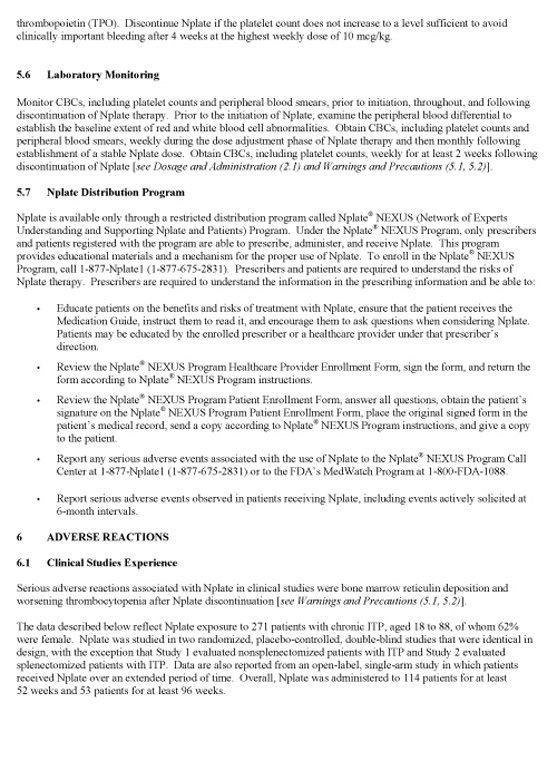 thrombopoietin (TPO).  Discontinue Nplate if the platelet count does not increase to a level sufficient to avoid
clinically important bleeding after 4 weeks at the highest weekly dose of 10 mcg/kg.
5.6 Laboratory Monitoring
Monitor CBCs, including platelet counts and peripheral blood smears, prior to initiation, throughout, and following
discontinuation of Nplate therapy.  Prior to the initiation of Nplate, examine the peripheral blood differential to
establish the baseline extent of red and white blood cell abnormalities.  Obtain CBCs, including platelet counts and
peripheral blood smears, weekly during the dose adjustment phase of Nplate therapy and then monthly following
establishment of a stable Nplate dose.  Obtain CBCs, including platelet counts, weekly for at least 2 weeks following
discontinuation of Nplate [see Dosage and Administration (2.1) and Warnings and Precautions (5.1, 5.2)].
5.7 Nplate Distribution Program
Nplate is available only through a restricted distribution program called Nplate® NEXUS (Network of Experts
Understanding and Supporting Nplate and Patients) Program.  Under the Nplate® NEXUS Program, only prescribers
and patients registered with the program are able to prescribe, administer, and receive Nplate.  This program
provides educational materials and a mechanism for the proper use of Nplate.  To enroll in the Nplate® NEXUS
Program, call 1-877-Nplate1 (1-877-675-2831).  Prescribers and patients are required to understand the risks of
Nplate therapy.  Prescribers are required to understand the information in the prescribing information and be able to:
• Educate patients on the benefits and risks of treatment with Nplate, ensure that the patient receives the
Medication Guide, instruct them to read it, and encourage them to ask questions when considering Nplate.
Patients may be educated by the enrolled prescriber or a healthcare provider under that prescriber's
direction.
• Review the Nplate® NEXUS Program Healthcare Provider Enrollment Form, sign the form, and return the
form according to Nplate® NEXUS Program instructions.
• Review the Nplate® NEXUS Program Patient Enrollment Form, answer all questions, obtain the patient's
signature on the Nplate® NEXUS Program Patient Enrollment Form, place the original signed form in the
patient's medical record, send a copy according to Nplate® NEXUS Program instructions, and give a copy
to the patient.
• Report any serious adverse events associated with the use of Nplate to the Nplate® NEXUS Program Call
Center at 1-877-Nplate1 (1-877-675-2831) or to the FDA's MedWatch Program at 1-800-FDA-1088.
• Report serious adverse events observed in patients receiving Nplate, including events actively solicited at
6-month intervals.
6 ADVERSE REACTIONS
6.1 Clinical Studies Experience
Serious adverse reactions associated with Nplate in clinical studies were bone marrow reticulin deposition and
worsening thrombocytopenia after Nplate discontinuation [see Warnings and Precautions (5.1, 5.2)].
The data described below reflect Nplate exposure to 271 patients with chronic ITP, aged 18 to 88, of whom 62%
were female.  Nplate was studied in two randomized, placebo-controlled, double-blind studies that were identical in
design, with the exception that Study 1 evaluated nonsplenectomized patients with ITP and Study 2 evaluated
splenectomized patients with ITP.  Data are also reported from an open-label, single-arm study in which patients
received Nplate over an extended period of time.  Overall, Nplate was administered to 114 patients for at least
52 weeks and 53 patients for at least 96 weeks.